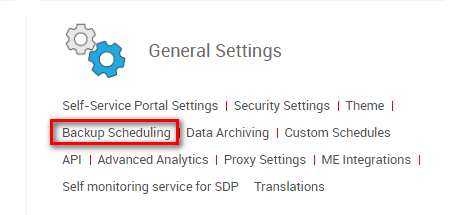 General Settings
Self-Service Portal Settings | Security Settings | Theme |
Backup Scheduling | Data Archiving | Custom Schedules
API | Advanced Analytics | Proxy Settings | ME Integrations |
Self monitoring service for SDP Translations